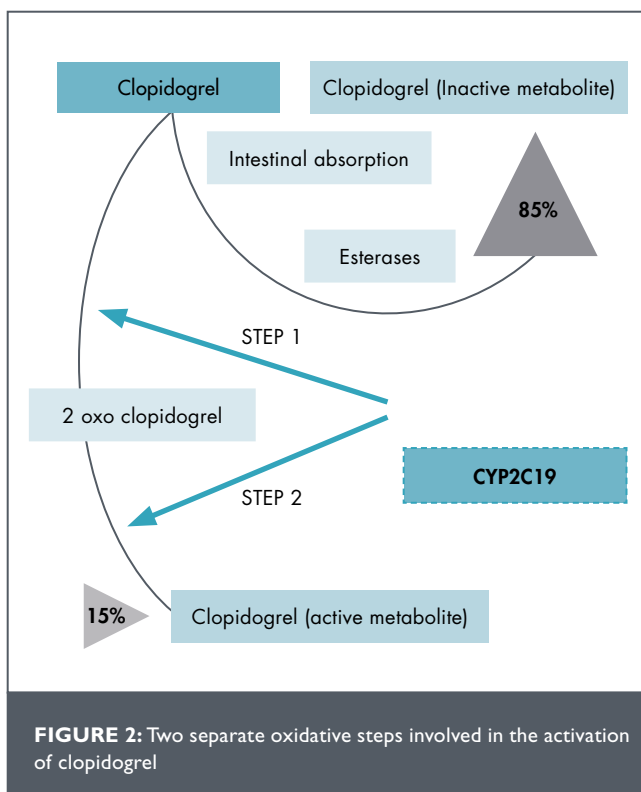 Clopidogrel
Clopidogrel (Inactive metabolite)
Intestinal absorption
85%
Esterases
STEP 1
2 oxo clopidogrel
CYP2C19
STEP 2
15%
Clopidogrel (active metabolite)
FIGURE 2: Two separate oxidative steps involved in the activation
of clopidogrel